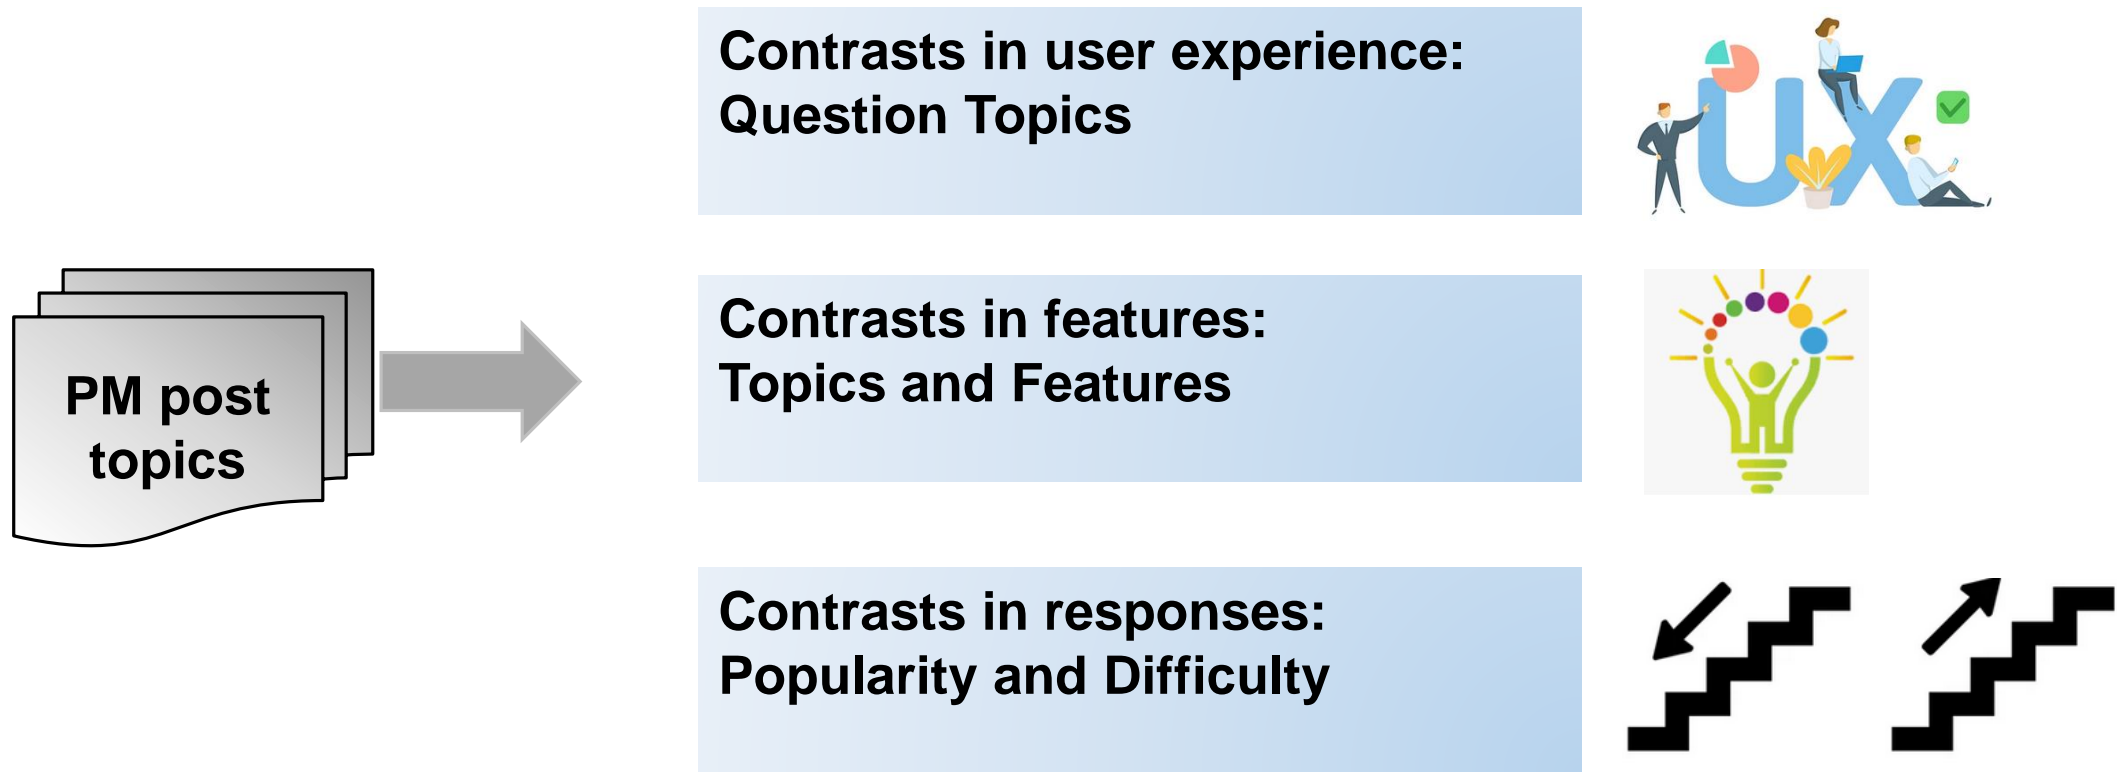 Contrasts in user experience:
Question Topics
UX
PM post
topics
Contrasts in features:
Topics and Features
Contrasts in responses:
Popularity and Difficulty